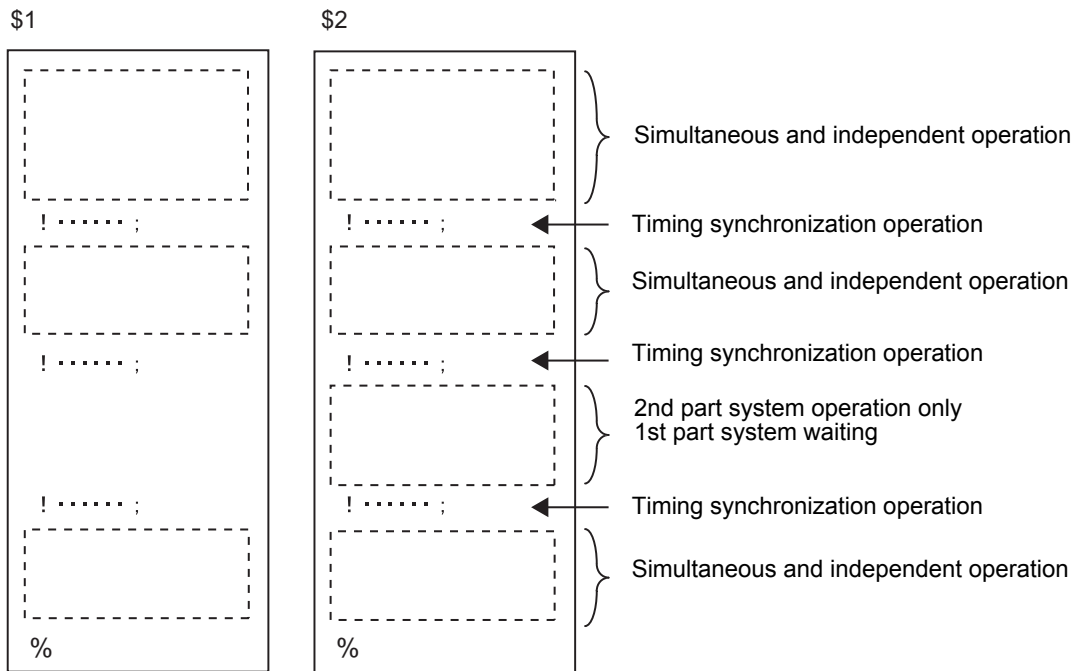 $1 $2
Simultaneous and independent operation
! ······ ; ! ······ ; Timing synchronization operation
Simultaneous and independent operation
! ······ ; ! ······ ; Timing synchronization operation
2nd part system operation only
1st part system waiting
! ······ ; ! ······ ; Timing synchronization operation
Simultaneous and independent operation
% %